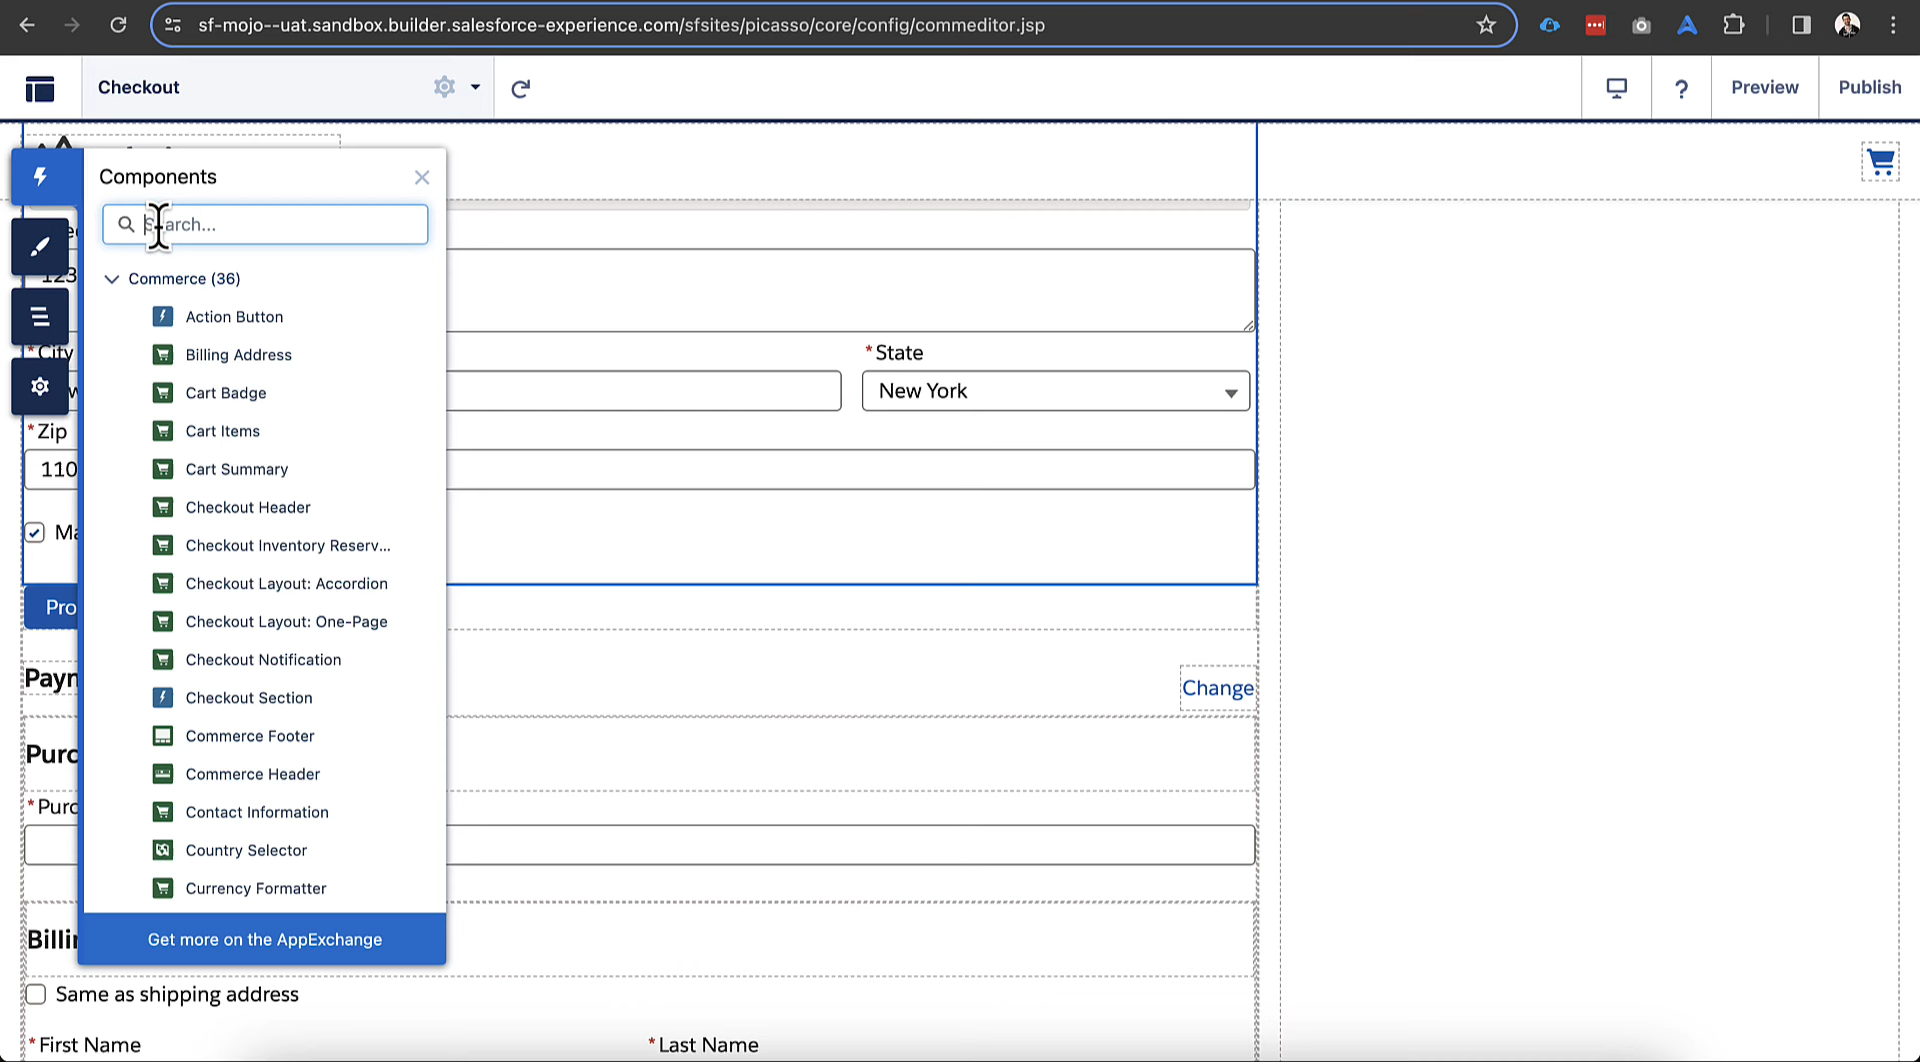 sf-mojo--uat.sandbox.builder.salesforce-experience.com/sfsites/picasso/core/config/commeditor.jsp
Checkout
?
Preview
Publish
Components
Search...
Commerce (36)
Action Button
Billing Address
Cart Badge
Cart Items
Cart Summary
Checkout Header
Checkout Inventory Reserv...
Checkout Layout: Accordion
Checkout Layout: One-Page
Checkout Notification
Checkout Section
Commerce Footer
Commerce Header
Contact Information
Country Selector
Currency Formatter
Get more on the AppExchange
123
*City
*State
New York
*Zip
110
Ma
Pro
Payn
Change
Purc
*Purc
Billin
Same as shipping address
*First Name
*Last Name